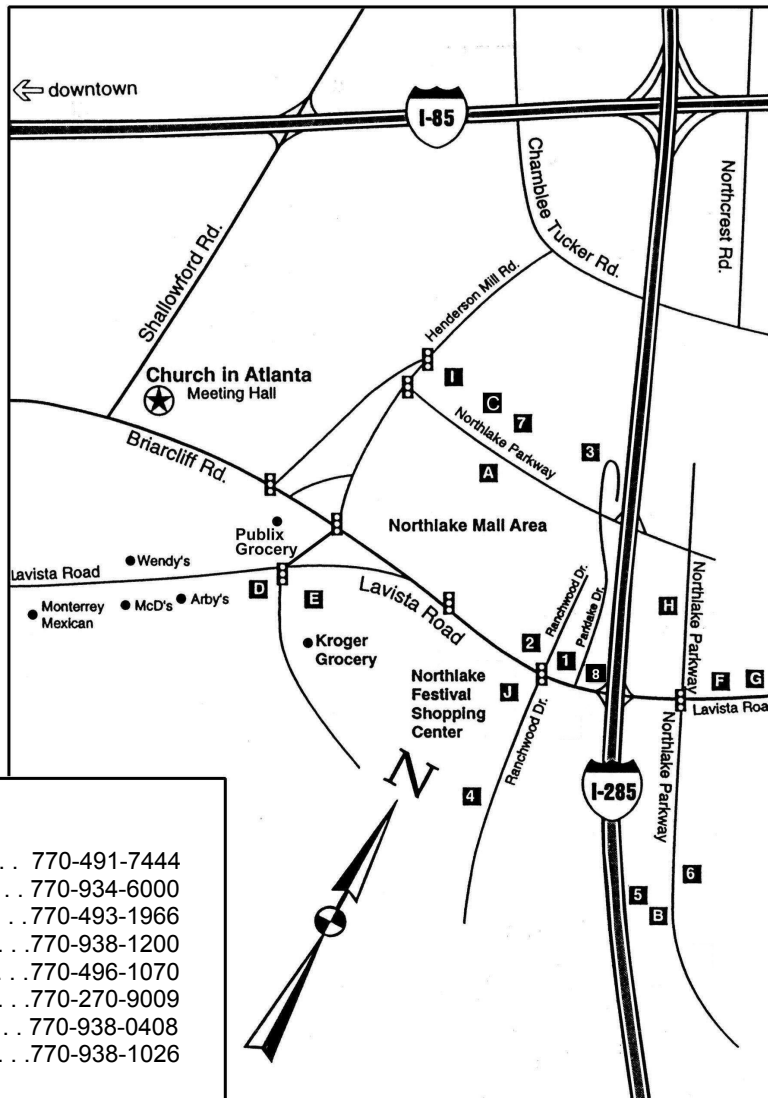 downtown
I-85
Chamblee Tucker Rd.
Northcrest Rd.
Shallowford Rd.
Henderson Mill Rd.
Church in Atlanta
Meeting Hall
I
C
7
3
Northlake Parkway
A
Briarcliff Rd.
Northlake Mall Area
Publix
Grocery
Wendy's
Lavista Road
D
E
Monterrey
Mexican
McD's
Arby's
Lavista Road
Kroger
Grocery
Ranchwood Dr.
Parklake Dr.
H
Northlake Parkway
2
1
8
F
G
Lavista Roa
Northlake
Festival
Shopping
Center
J
Ranchwood Dr.
Northlake Parkway
N
4
I-285
5
6
B
. . 770-491-7444
. . . 770-934-6000
. . .770-493-1966
. . .770-938-1200
. . .770-496-1070
. . .770-270-9009
. . . 770-938-0408
. . .770-938-1026